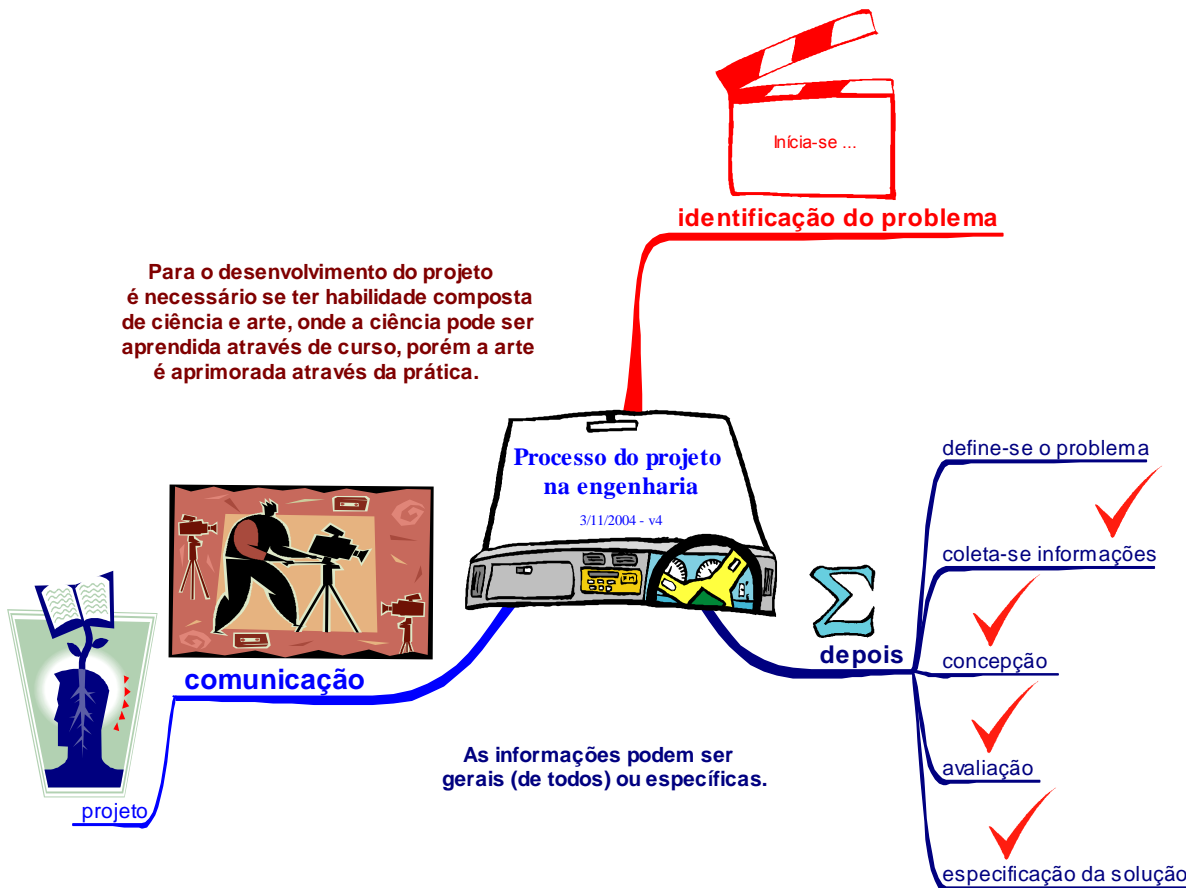 Inícia-se ...
identificação do problema
Para o desenvolvimento do projeto
é necessário se ter habilidade composta
de ciência e arte, onde a ciência pode ser
aprendida através de curso, porém a arte
é aprimorada através da prática.
Processo do projeto
na engenharia
3/11/2004 - v4
define-se o problema
coleta-se informações
concepção
avaliação
especificação da solução
depois
comunicação
projeto
As informações podem ser
gerais (de todos) ou específicas.